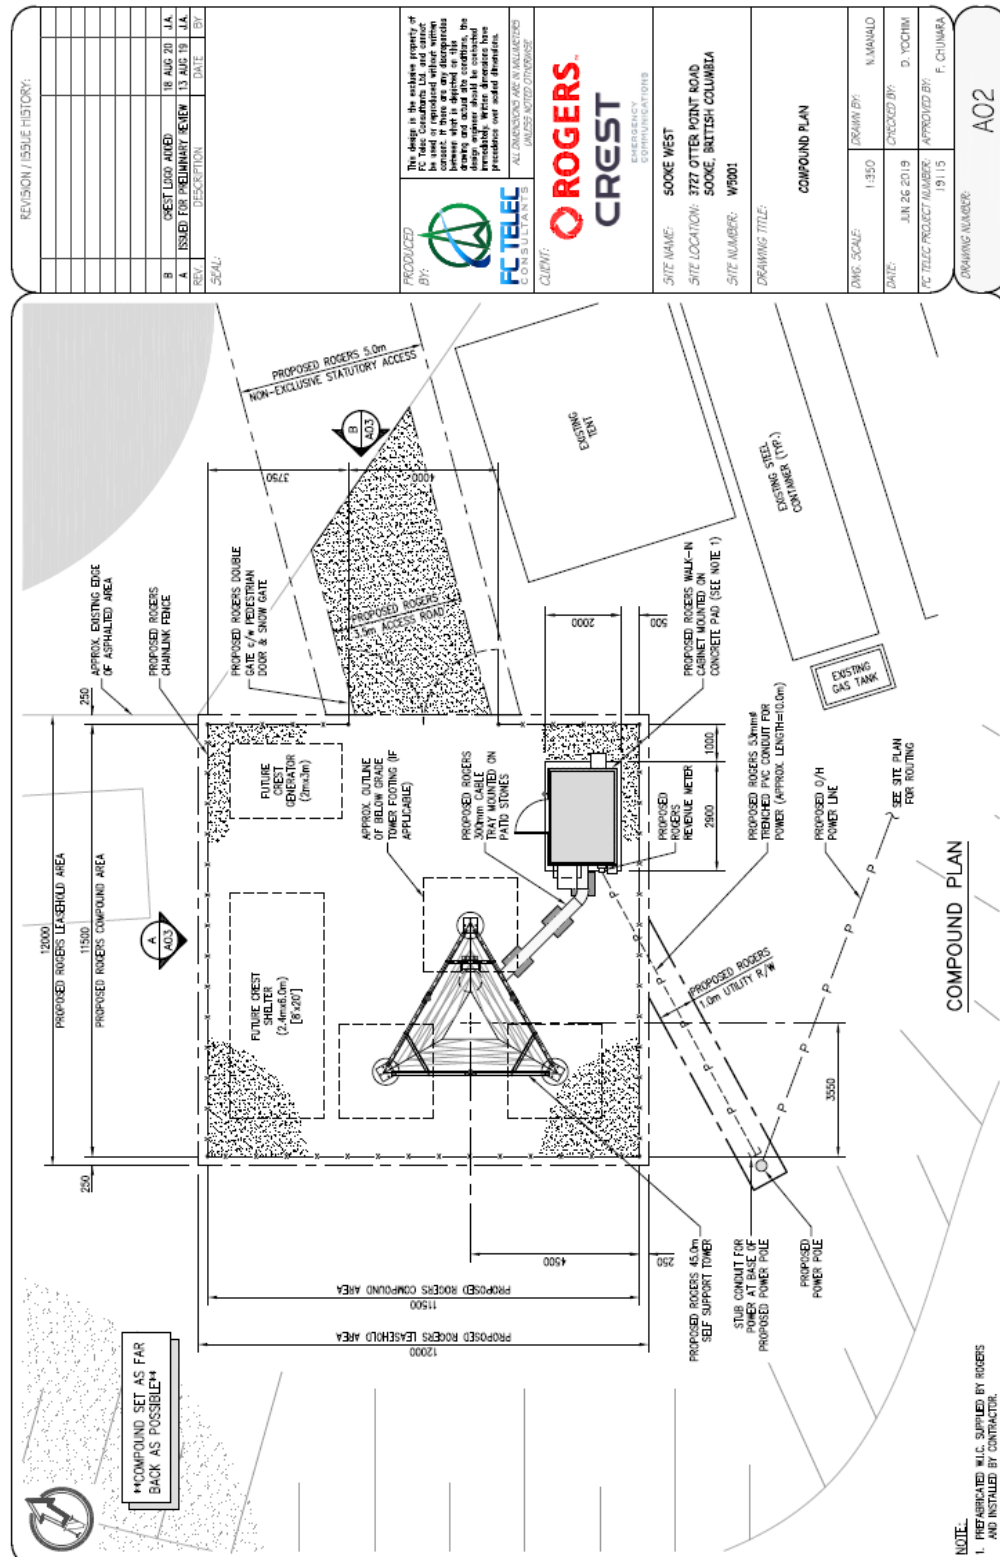 REVISION / ISSUE HISTORY:
B CREST LOGO ADDED 18 AUG 20 J.A.
A ISSUED FOR PRELIMINARY REVIEW 13 AUG 19 J.A.
REV. DESCRIPTION DATE BY
SEAL:
PRODUCED
BY:
FC TELEC
CONSULTANTS
This design is the exclusive property of
FC Telec Consultants Ltd. and cannot
be used or reproduced without written
consent. If there are any discrepancies
between what is depicted on this
drawing and actual site conditions, the
design engineer should be contacted
immediately. Written dimensions have
precedence over scaled dimensions.
ALL DIMENSIONS ARE IN MILLIMETERS
UNLESS NOTED OTHERWISE
CLIENT:
ROGERS™
CREST
EMERGENCY
COMMUNICATIONS
SITE NAME: SOOKE WEST
SITE LOCATION: 3727 OTTER POINT ROAD
SOOKE, BRITISH COLUMBIA
SITE NUMBER: W5001
DRAWING TITLE:
COMPOUND PLAN
DWG. SCALE: 1:350
DRAWN BY: N.MANALO
DATE: JUN 26 2019
CHECKED BY: D. YOCHIM
FC TELEC PROJECT NUMBER: 19115
APPROVED BY: F. CHUNARA
DRAWING NUMBER:
A02
**COMPOUND SET AS FAR
BACK AS POSSIBLE**
250
12000
PROPOSED ROGERS LEASEHOLD AREA
11500
PROPOSED ROGERS COMPOUND AREA
250
A
A03
APPROX. EXISTING EDGE
OF ASPHALTED AREA
PROPOSED ROGERS
CHAINLINK FENCE
PROPOSED ROGERS DOUBLE
GATE c/w PEDESTRIAN
DOOR & SNOW GATE
3750
4000
PROPOSED ROGERS 5.0m
NON-EXCLUSIVE STATUTORY ACCESS
B
A03
PROPOSED ROGERS
3.5m ACCESS ROAD
FUTURE CREST
SHELTER
(2.4mx6.0m)
[8'x20']
FUTURE
CREST
GENERATOR
(2mx3m)
APPROX. OUTLINE
OF BELOW GRADE
TOWER FOOTING (IF
APPLICABLE)
PROPOSED ROGERS
300mm CABLE
TRAY MOUNTED ON
PATIO STONES
EXISTING
TENT
EXISTING STEEL
CONTAINER (TYP.)
EXISTING
GAS TANK
2000
500
PROPOSED ROGERS WALK-IN
CABINET MOUNTED ON
CONCRETE PAD (SEE NOTE 1)
1000
2900
PROPOSED
ROGERS
REVENUE METER
PROPOSED ROGERS 53mmø
TRENCHED PVC CONDUIT FOR
POWER (APPROX. LENGTH=10.0m)
PROPOSED O/H
POWER LINE
SEE SITE PLAN
FOR ROUTING
P P P P P
P P P P P
PROPOSED ROGERS
1.0m UTILITY R/W
3550
12000
PROPOSED ROGERS LEASEHOLD AREA
11500
PROPOSED ROGERS COMPOUND AREA
4500
250
PROPOSED ROGERS 45.0m
SELF SUPPORT TOWER
STUB CONDUIT FOR
POWER AT BASE OF
PROPOSED POWER POLE
PROPOSED
POWER POLE
COMPOUND PLAN
NOTE:
1. PREFABRICATED W.I.C. SUPPLIED BY ROGERS
AND INSTALLED BY CONTRACTOR.